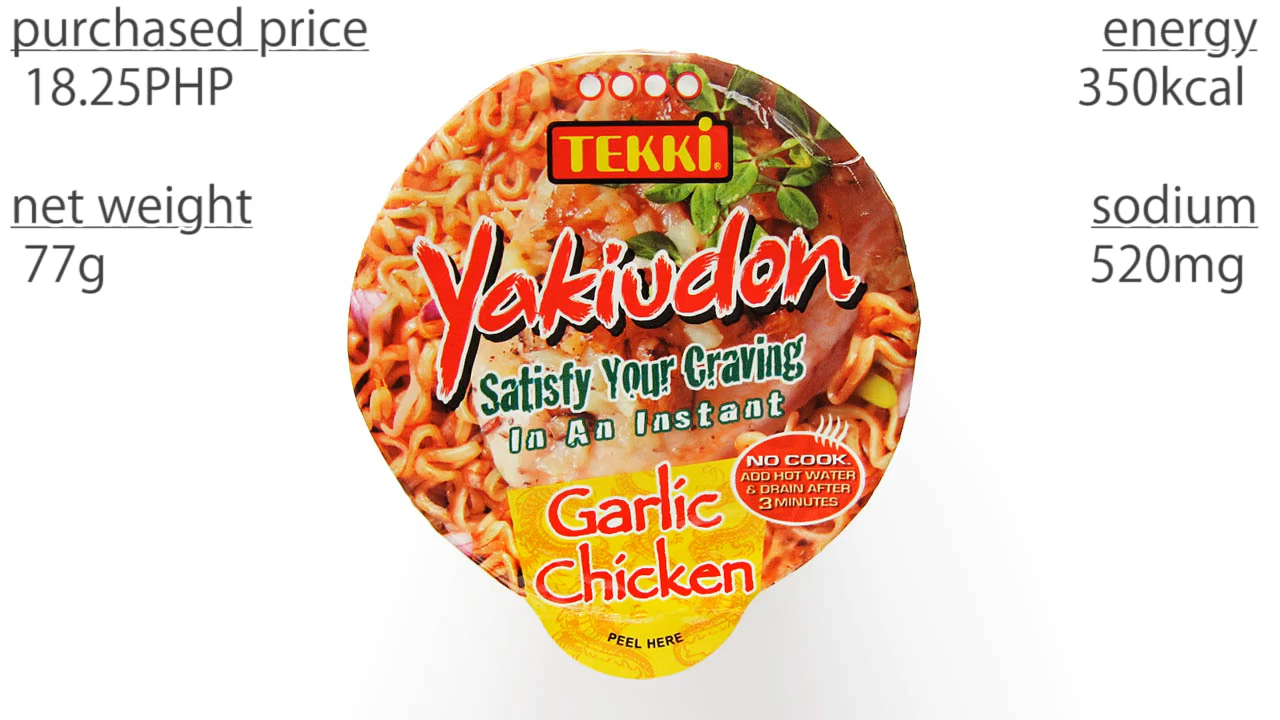 purchased price
18.25PHP
net weight
77g
energy
350kcal
sodium
520mg
TEKKi®
Yakiudon
Satisfy Your Craving
In An Instant
NO COOK.
ADD HOT WATER
& DRAIN AFTER
3 MINUTES
Garlic
Chicken
PEEL HERE